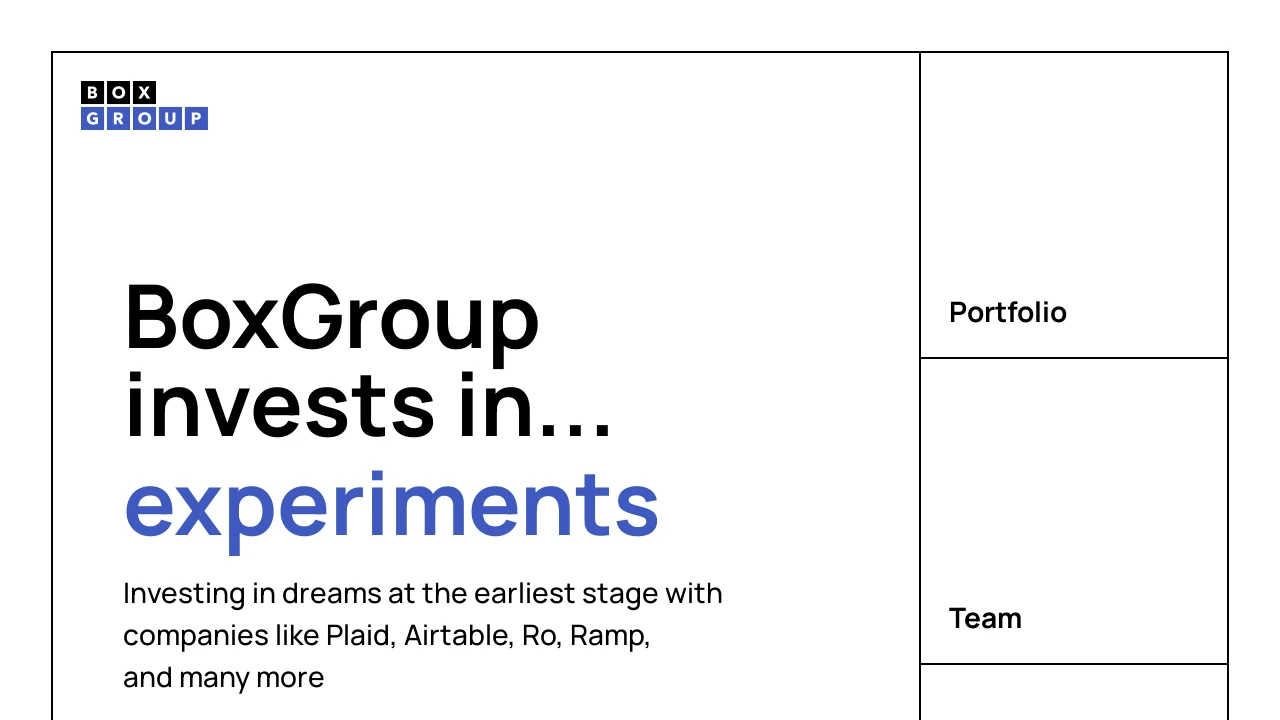 BOX
GROUP
BoxGroup
invests in...
experiments
Investing in dreams at the earliest stage with
companies like Plaid, Airtable, Ro, Ramp,
and many more
Portfolio
Team